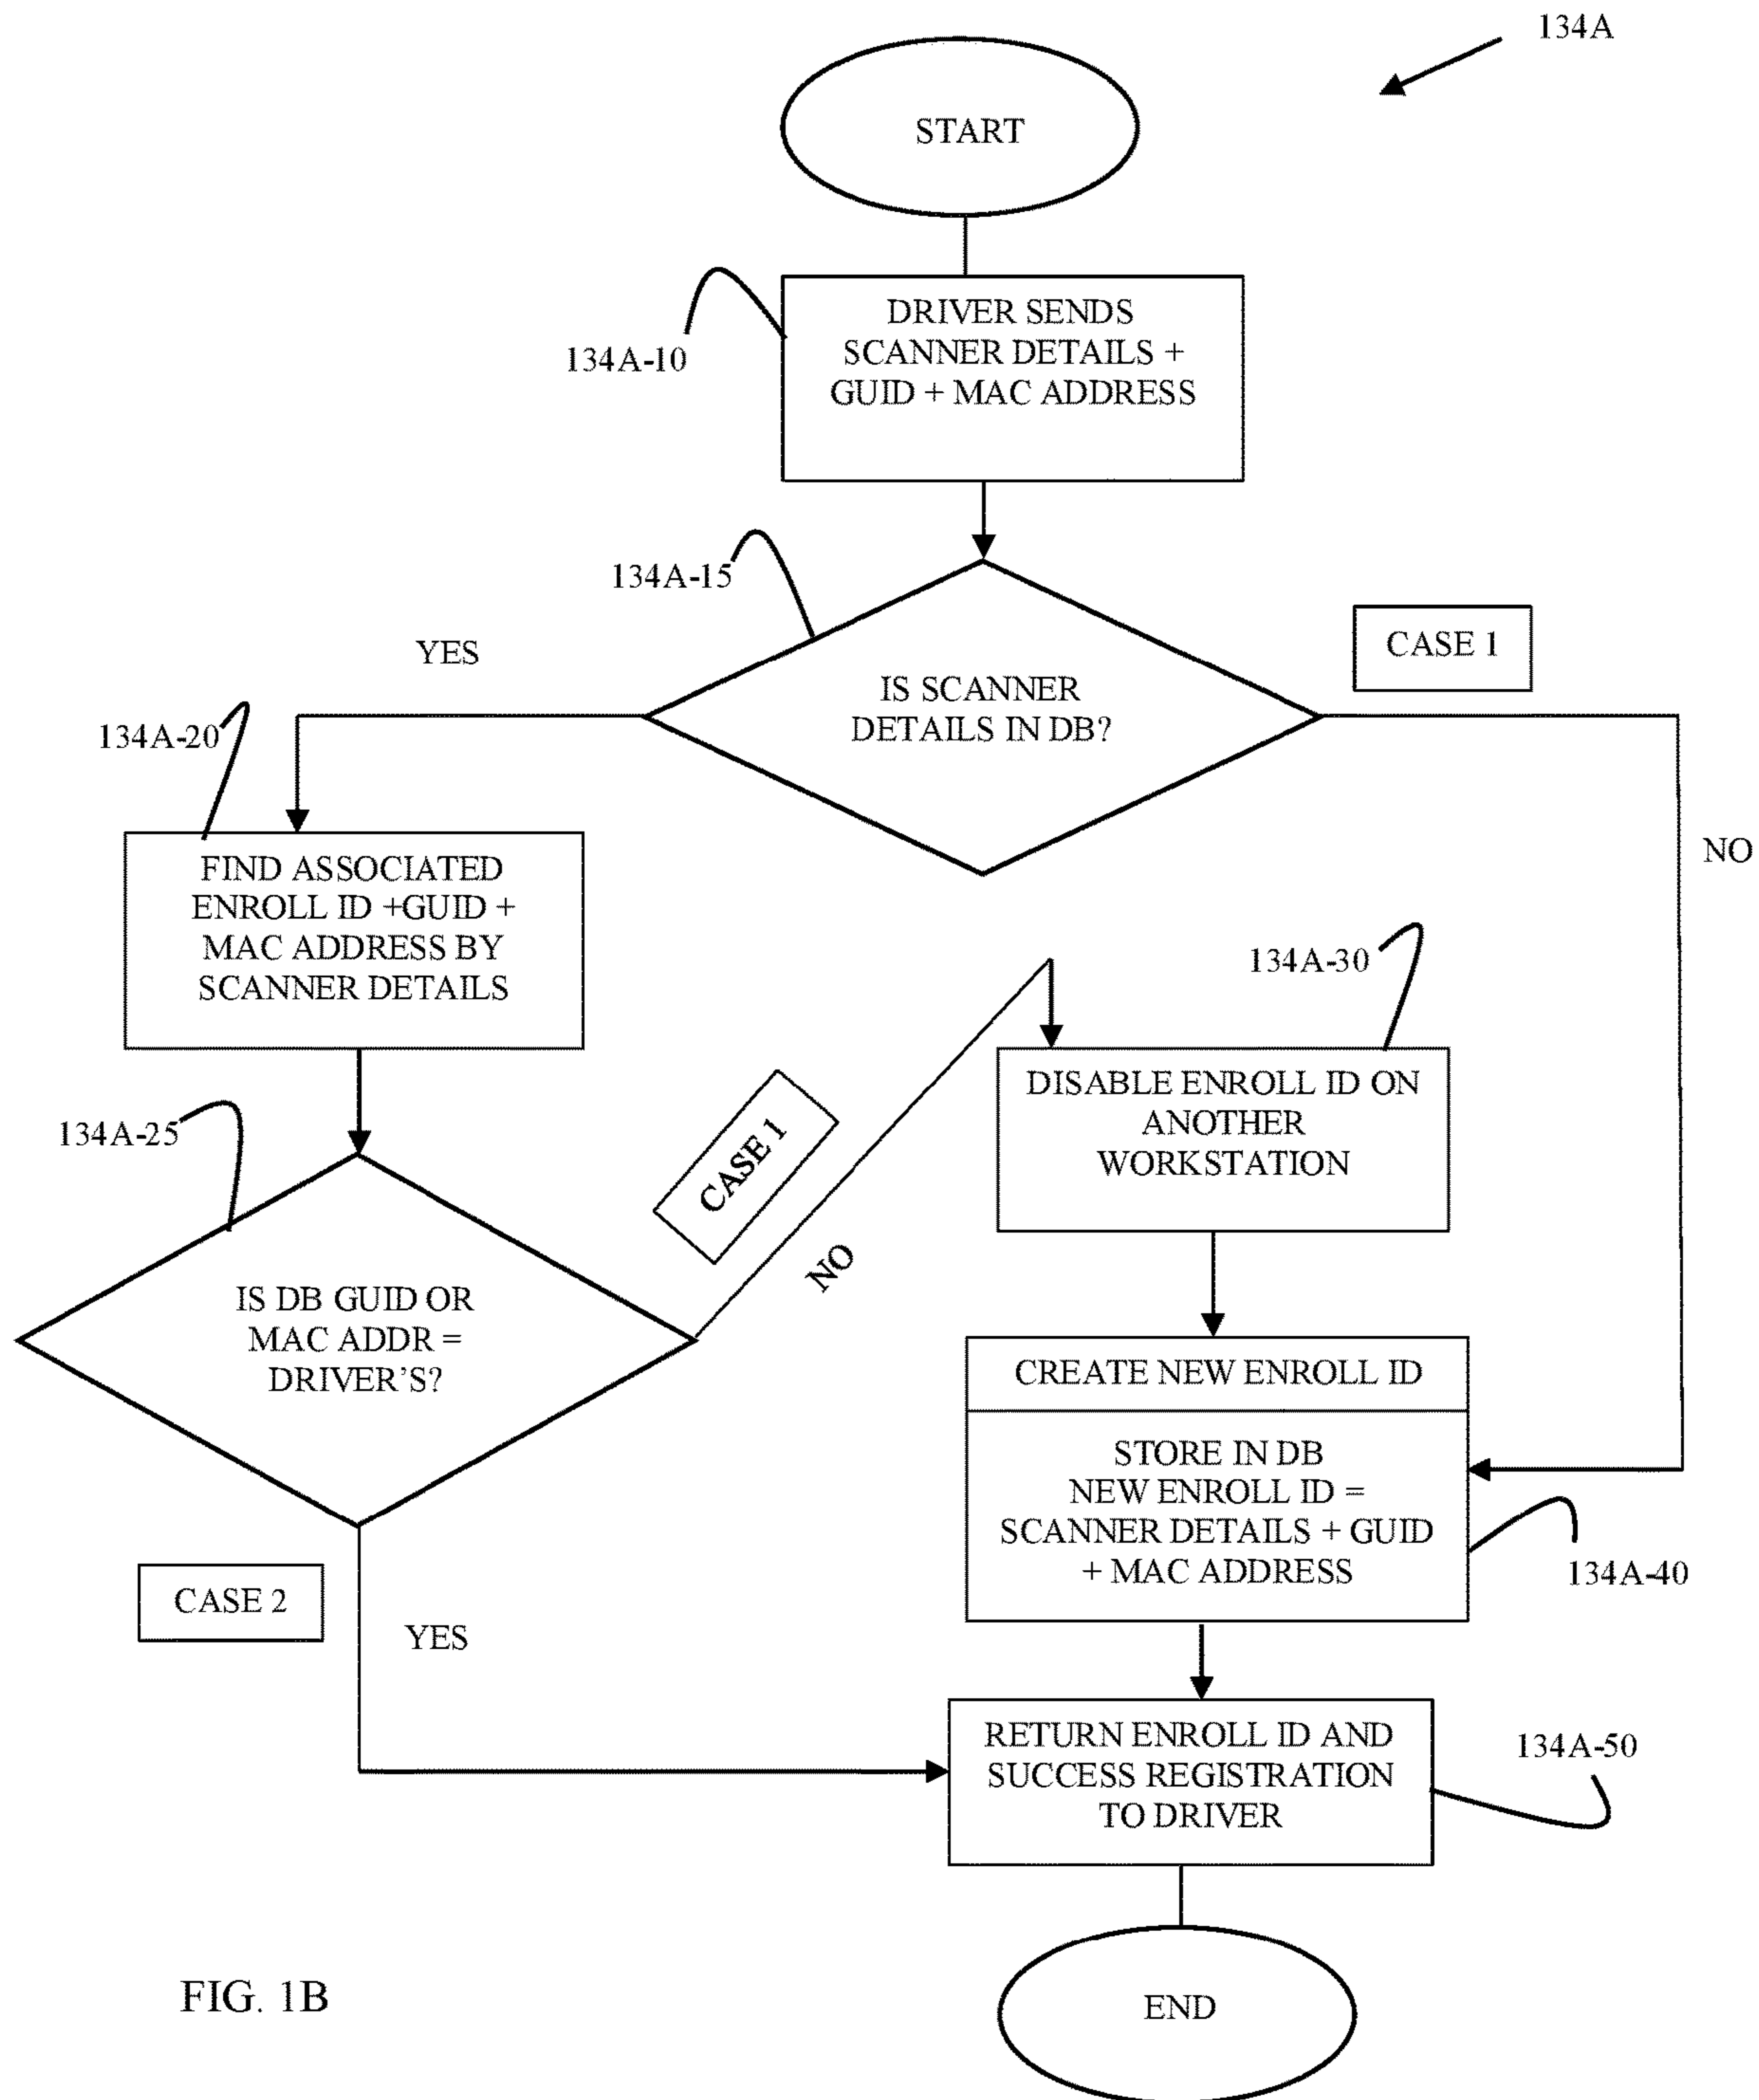 134A
START
DRIVER SENDS
SCANNER DETAILS +
GUID + MAC ADDRESS
134A-10
134A-15
YES
CASE 1
IS SCANNER
DETAILS IN DB?
134A-20
NO
FIND ASSOCIATED
ENROLL ID +GUID +
MAC ADDRESS BY
SCANNER DETAILS
134A-30
DISABLE ENROLL ID ON
ANOTHER
WORKSTATION
134A-25
CASE 1
NO
IS DB GUID OR
MAC ADDR =
DRIVER'S?
CREATE NEW ENROLL ID
STORE IN DB
NEW ENROLL ID =
SCANNER DETAILS + GUID
+ MAC ADDRESS
134A-40
CASE 2
YES
RETURN ENROLL ID AND
SUCCESS REGISTRATION
TO DRIVER
134A-50
FIG. 1B
END